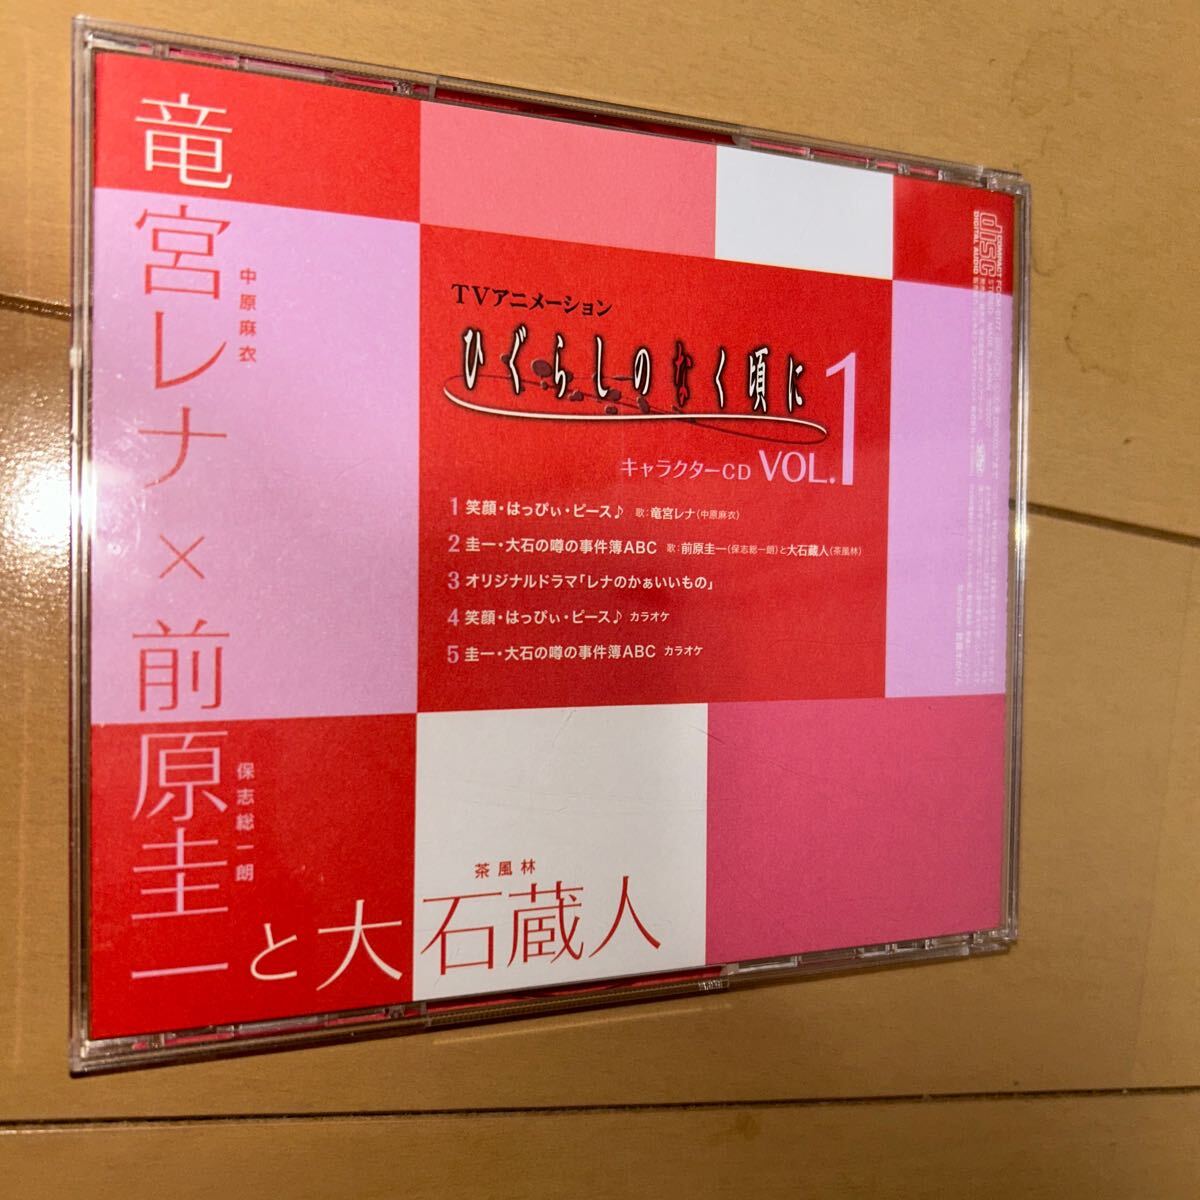 竜宮レナ×前原圭一と大石蔵人
中原麻衣
保志総一朗
茶風林
TVアニメーション
ひぐらしのなく頃に
キャラクターCD VOL.1
1 笑顔・はっぴぃ・ピース♪ 歌：竜宮レナ（中原麻衣）
2 圭一・大石の噂の事件簿ABC 歌：前原圭一（保志総一朗）と大石蔵人（茶風林）
3 オリジナルドラマ「レナのかぁいいもの」
4 笑顔・はっぴぃ・ピース♪ カラオケ
5 圭一・大石の噂の事件簿ABC カラオケ
COMPACT
disc
DIGITAL AUDIO
STEREO MADE IN JAPAN